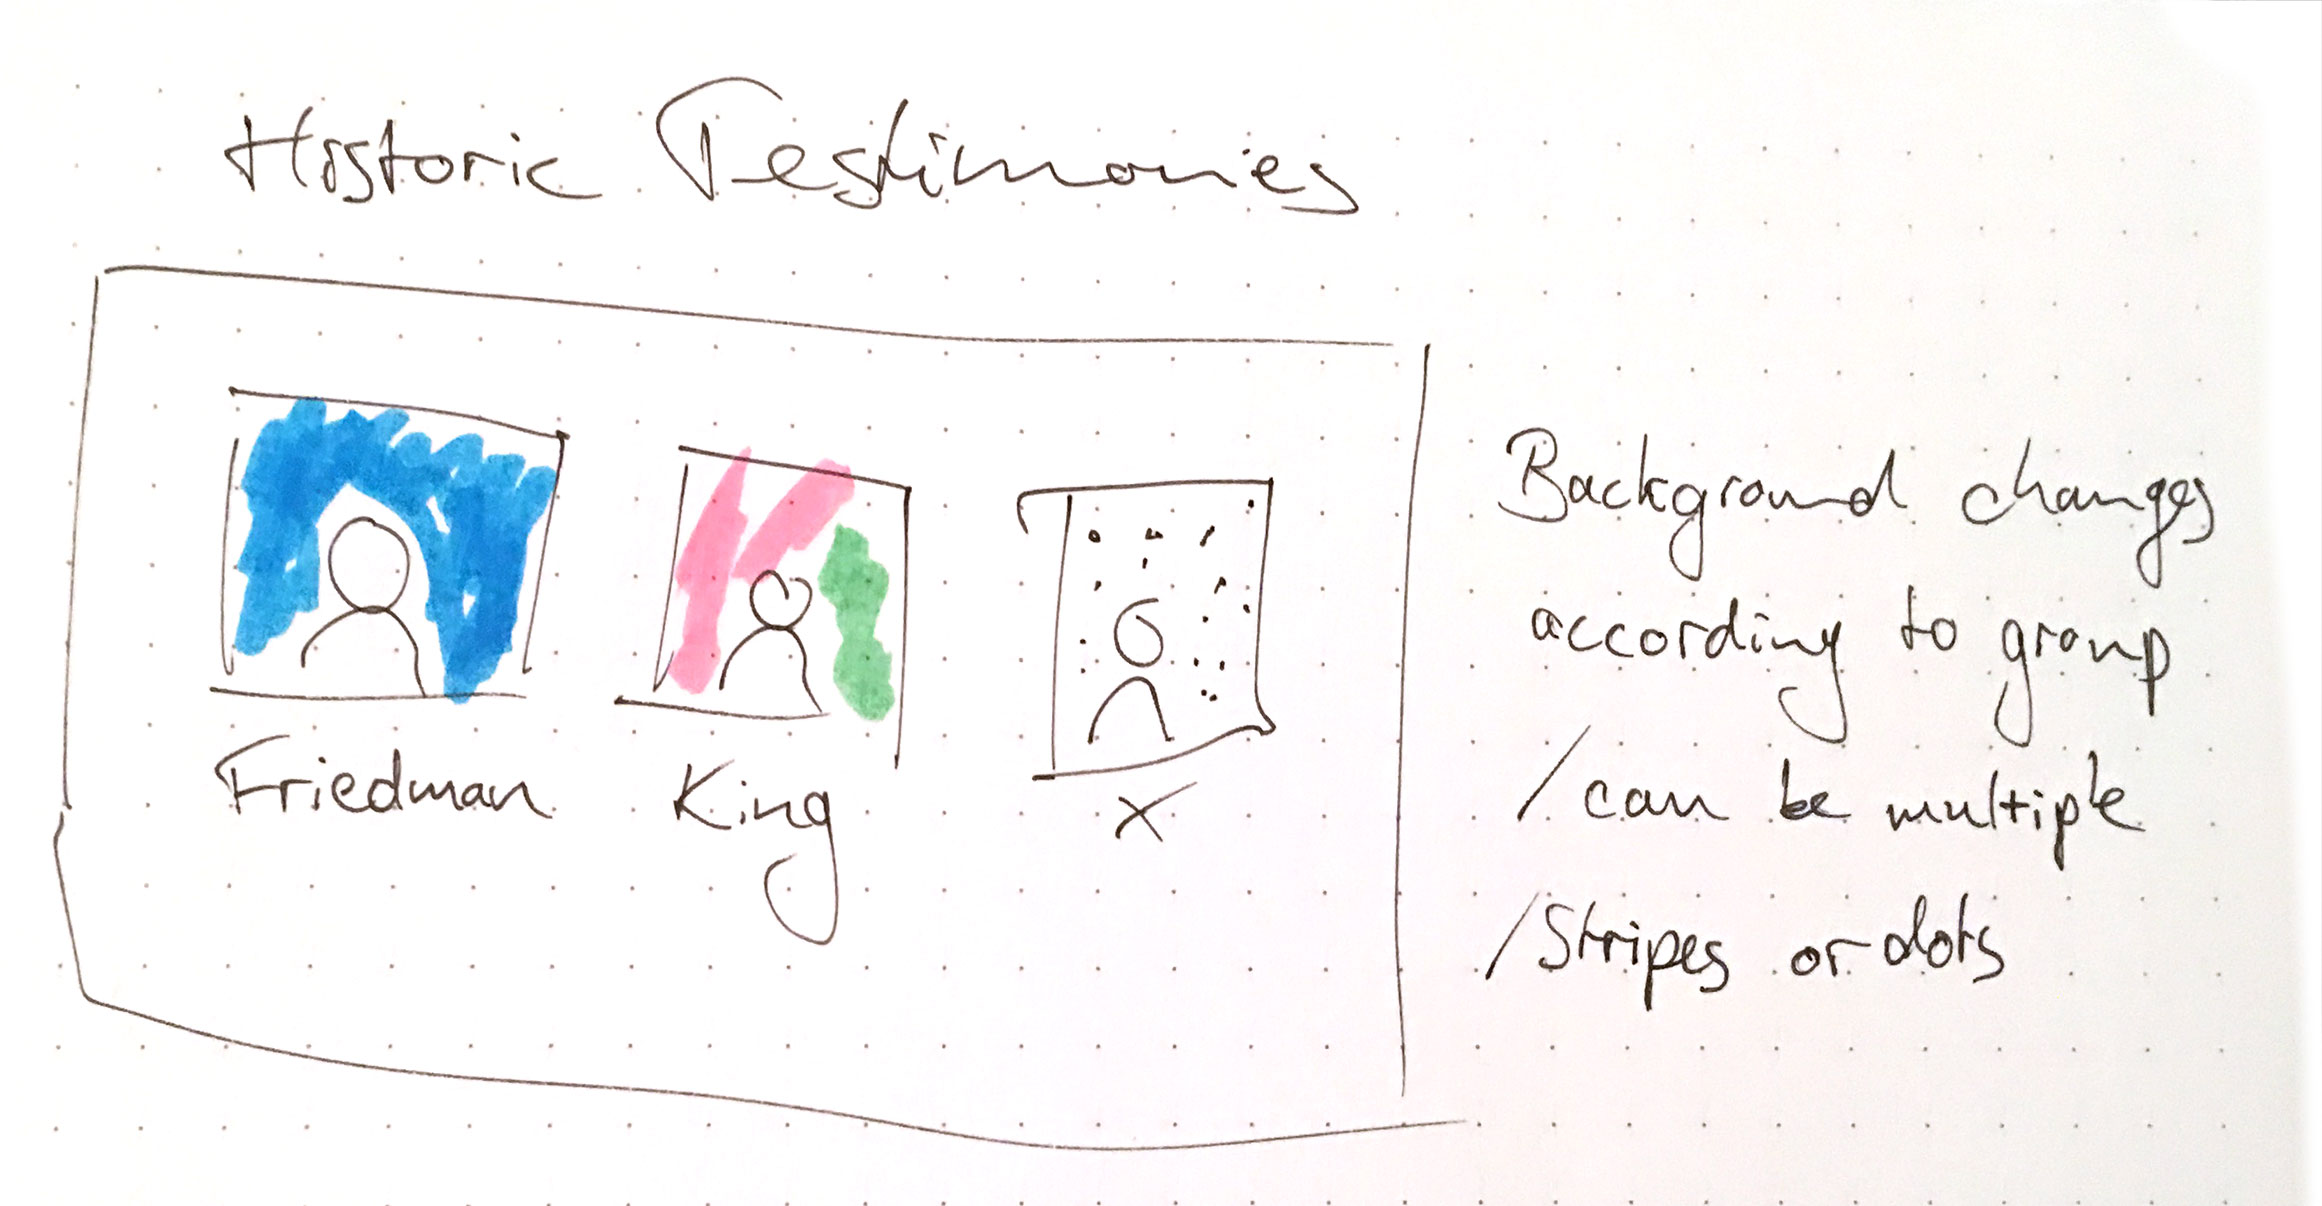 Historic Testimonies
Friedman
King
X
Background changes
according to group
/ can be multiple
/ Stripes or dots